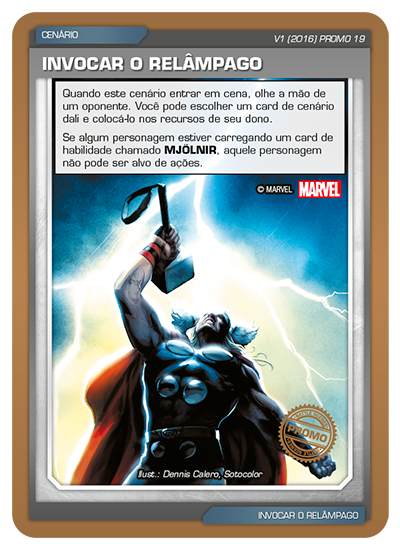 CENÁRIO
V1 (2016) PROMO 19
INVOCAR O RELÂMPAGO
Quando este cenário entrar em cena, olhe a mão de
um oponente. Você pode escolher um card de cenário
dali e colocá-lo nos recursos de seu dono.
Se algum personagem estiver carregando um card de
habilidade chamado MJÖLNIR, aquele personagem
não pode ser alvo de ações.
© MARVEL MARVEL
PROMO
Ilust.: Dennis Calero, Sotocolor
INVOCAR O RELÂMPAGO